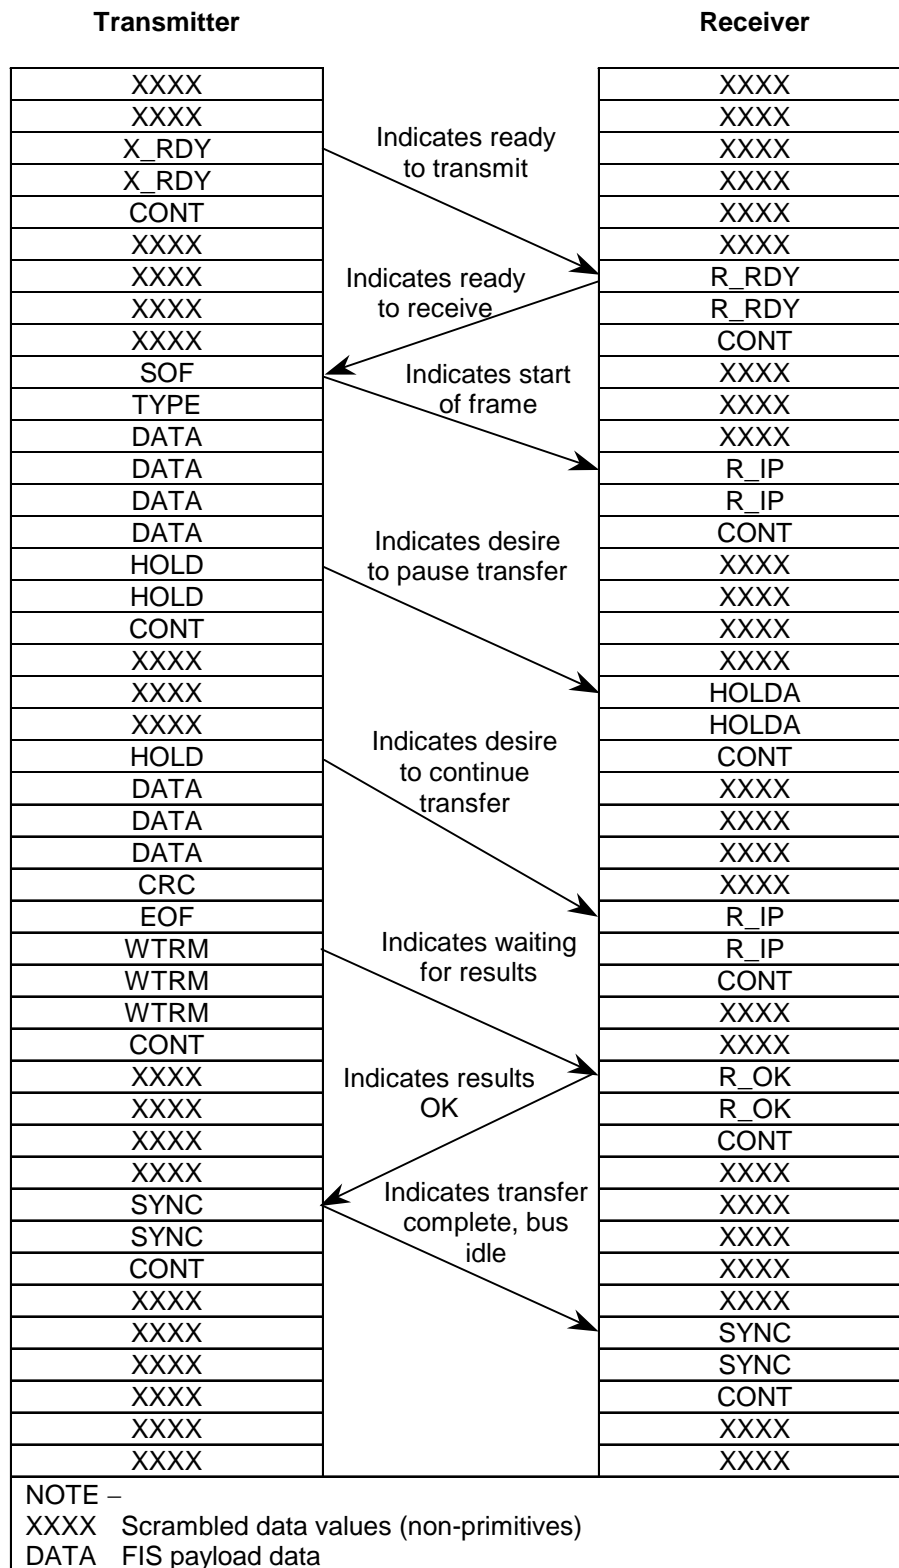 Transmitter
XXXX
XXXX
X_RDY
X_RDY
CONT
XXXX
XXXX
XXXX
XXXX
SOF
TYPE
DATA
DATA
DATA
DATA
HOLD
HOLD
CONT
XXXX
XXXX
XXXX
HOLD
DATA
DATA
DATA
CRC
EOF
WTRM
WTRM
WTRM
CONT
XXXX
XXXX
XXXX
XXXX
SYNC
SYNC
CONT
XXXX
XXXX
XXXX
XXXX
XXXX
XXXX
Indicates ready
to transmit
Indicates ready
to receive
Indicates start
of frame
Indicates desire
to pause transfer
Indicates desire
to continue
transfer
Indicates waiting
for results
Indicates results
OK
Indicates transfer
complete, bus
idle
Receiver
XXXX
XXXX
XXXX
XXXX
XXXX
XXXX
R_RDY
R_RDY
CONT
XXXX
XXXX
XXXX
R_IP
R_IP
CONT
XXXX
XXXX
XXXX
XXXX
HOLDA
HOLDA
CONT
XXXX
XXXX
XXXX
XXXX
R_IP
R_IP
CONT
XXXX
XXXX
R_OK
R_OK
CONT
XXXX
XXXX
XXXX
XXXX
XXXX
SYNC
SYNC
CONT
XXXX
XXXX
NOTE –
XXXX Scrambled data values (non-primitives)
DATA FIS payload data